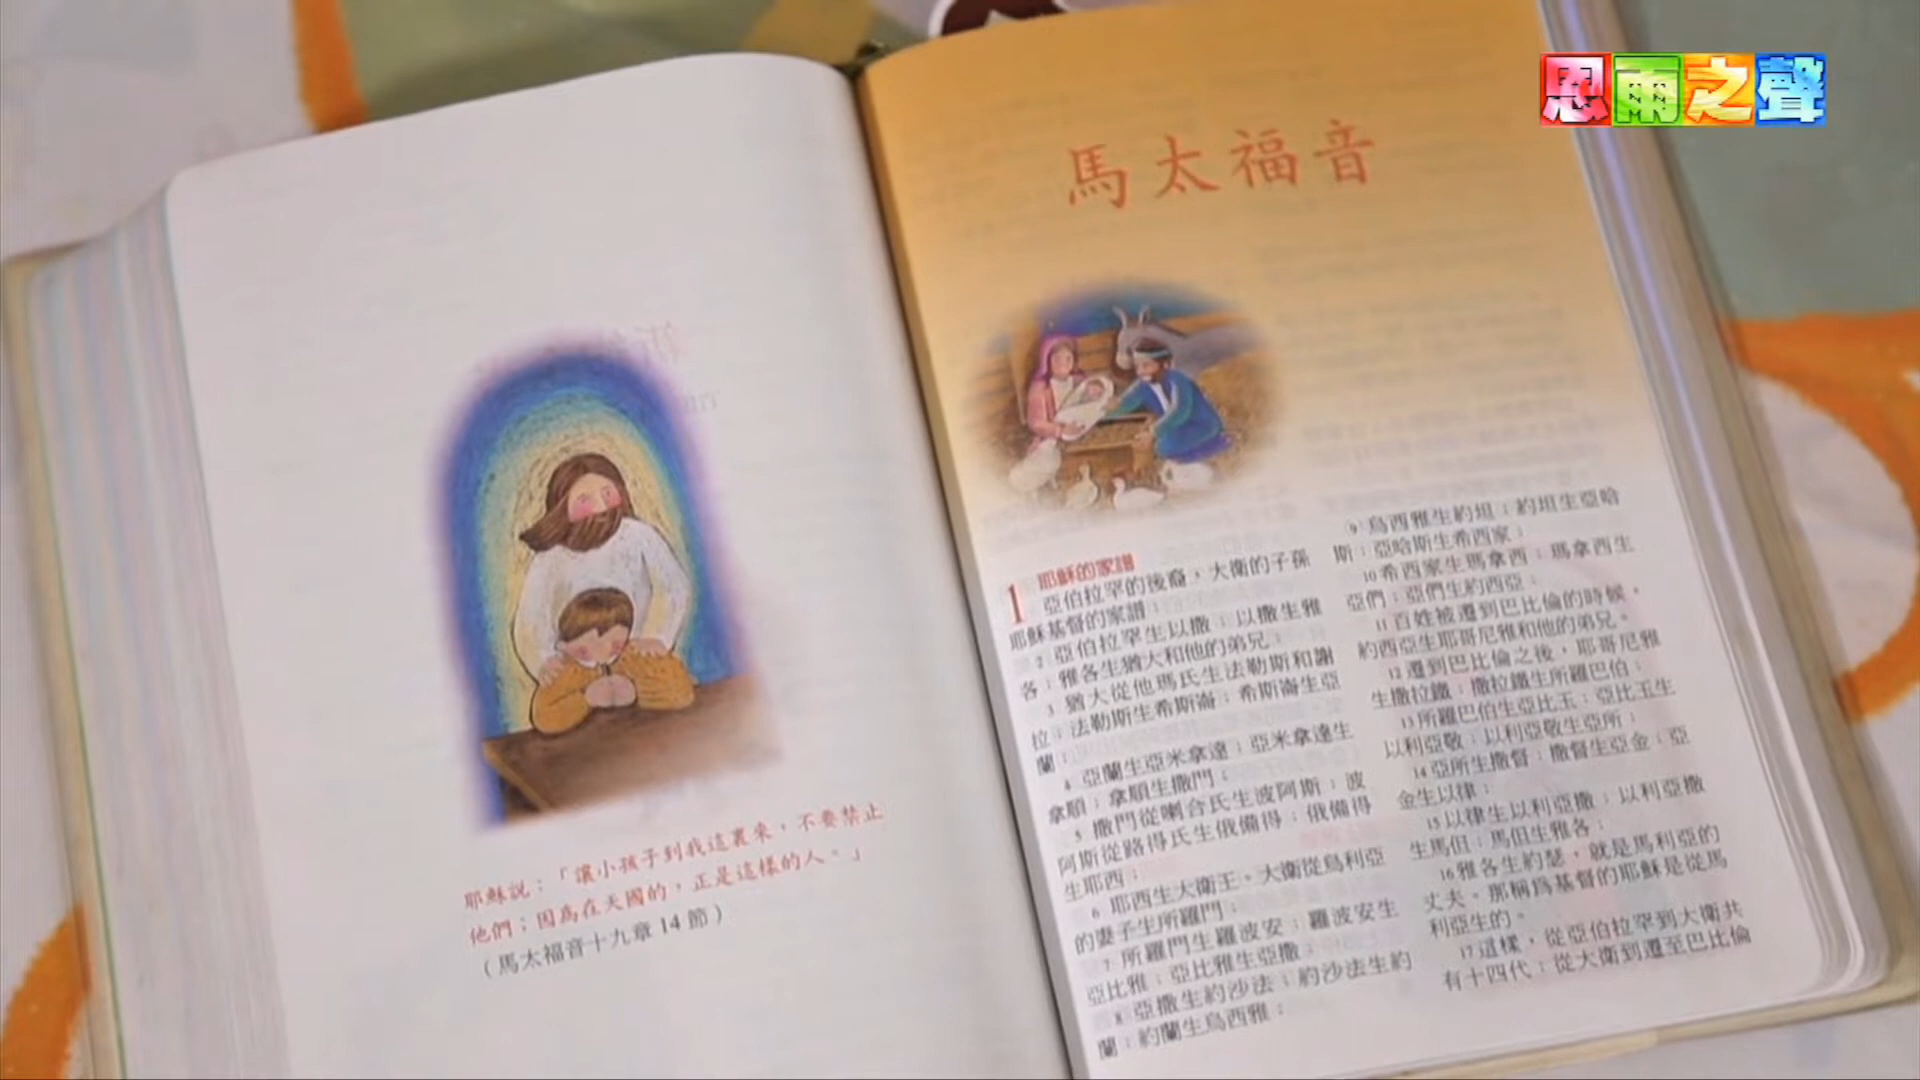 恩雨之聲
耶穌說：「讓小孩子到我這裏來，不要禁止
他們；因為在天國的，正是這樣的人。」
（馬太福音十九章 14 節）
馬太福音
耶穌的家譜
1 亞伯拉罕的後裔，大衛的子孫
耶穌基督的家譜：
2 亞伯拉罕生以撒；以撒生雅
各；雅各生猶大和他的弟兄；
3 猶大從他瑪氏生法勒斯和謝
拉；法勒斯生希斯崙；希斯崙生亞
蘭；
4 亞蘭生亞米拿達；亞米拿達生
拿順；拿順生撒門；
5 撒門從喇合氏生波阿斯；波
阿斯從路得氏生俄備得；俄備得
生耶西；
6 耶西生大衛王。大衛從烏利亞
的妻子生所羅門；
7 所羅門生羅波安；羅波安生
亞比雅；亞比雅生亞撒；
8 亞撒生約沙法；約沙法生約
蘭；約蘭生烏西雅；
9 烏西雅生約坦；約坦生亞哈
斯；亞哈斯生希西家；
10 希西家生瑪拿西；瑪拿西生
亞們；亞們生約西亞；
11 百姓被遷到巴比倫的時候，
約西亞生耶哥尼雅和他的弟兄。
12 遷到巴比倫之後，耶哥尼雅
生撒拉鐵；撒拉鐵生所羅巴伯；
13 所羅巴伯生亞比玉；亞比玉生
以利亞敬；以利亞敬生亞所；
14 亞所生撒督；撒督生亞金；亞
金生以律；
15 以律生以利亞撒；以利亞撒
生馬但；馬但生雅各；
16 雅各生約瑟，就是馬利亞的
丈夫。那稱為基督的耶穌是從馬
利亞生的。
17 這樣，從亞伯拉罕到大衛共
有十四代；從大衛到遷至巴比倫